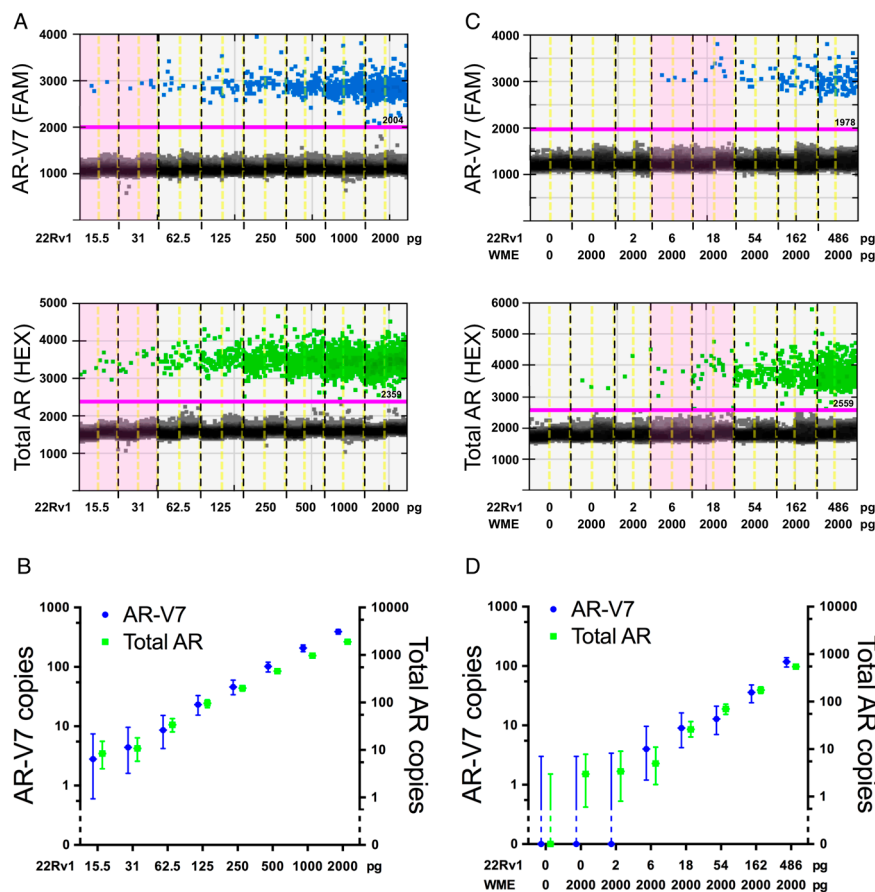 A
AR-V7 (FAM)
4000
3000
2000
1000
2004
22Rv1 15.5 31 62.5 125 250 500 1000 2000 pg
Total AR (HEX)
5000
4000
3000
2000
1000
2359
22Rv1 15.5 31 62.5 125 250 500 1000 2000 pg
B
AR-V7 copies
1000
100
10
1
0
AR-V7
Total AR
10000
1000
100
10
1
0
Total AR copies
15.5 31 62.5 125 250 500 1000 2000
22Rv1 pg
C
AR-V7 (FAM)
4000
3000
2000
1000
1978
22Rv1 0 0 2 6 18 54 162 486 pg
WME 0 2000 2000 2000 2000 2000 2000 2000 pg
Total AR (HEX)
6000
5000
4000
3000
2000
1000
2559
22Rv1 0 0 2 6 18 54 162 486 pg
WME 0 2000 2000 2000 2000 2000 2000 2000 pg
D
AR-V7 copies
1000
100
10
1
0
AR-V7
Total AR
10000
1000
100
10
1
0
Total AR copies
22Rv1 0 0 2 6 18 54 162 486 pg
WME 0 2000 2000 2000 2000 2000 2000 2000 pg